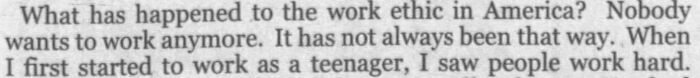 What has happened to the work ethic in America? Nobody
wants to work anymore. It has not always been that way. When
I first started to work as a teenager, I saw people work hard.